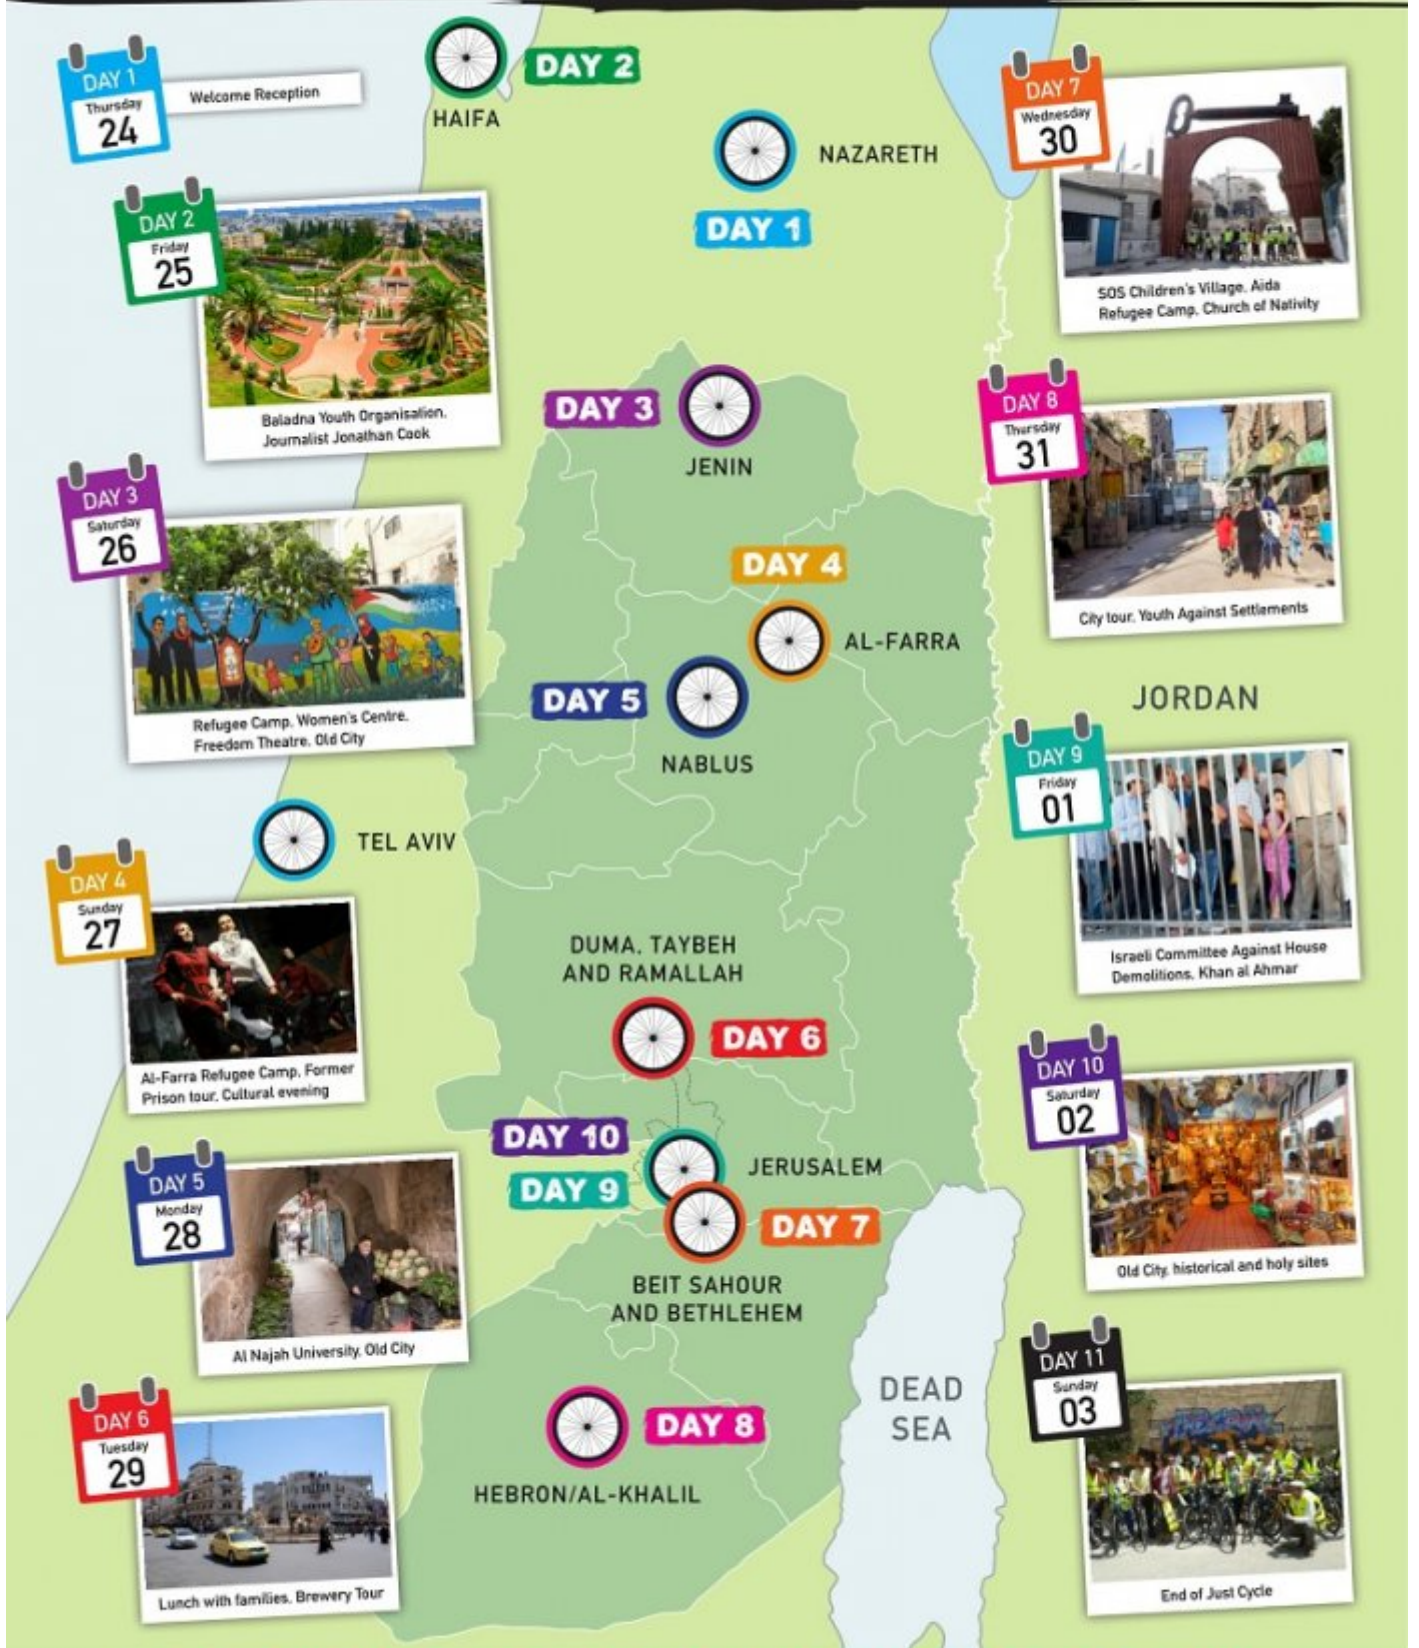 DAY 1
Thursday
24
Welcome Reception
DAY 2
Friday
25
Baladna Youth Organisation,
Journalist Jonathan Cook
DAY 3
Saturday
26
Refugee Camp, Women's Centre,
Freedom Theatre, Old City
DAY 4
Sunday
27
Al-Farra Refugee Camp, Former
Prison tour, Cultural evening
DAY 5
Monday
28
Al Najah University, Old City
DAY 6
Tuesday
29
Lunch with families, Brewery Tour
HAIFA
DAY 2
NAZARETH
DAY 1
DAY 3
JENIN
DAY 4
AL-FARRA
DAY 5
NABLUS
TEL AVIV
DUMA, TAYBEH
AND RAMALLAH
DAY 6
DAY 10
DAY 9
JERUSALEM
DAY 7
BEIT SAHOUR
AND BETHLEHEM
DAY 8
HEBRON/AL-KHALIL
DEAD
SEA
JORDAN
DAY 7
Wednesday
30
SOS Children's Village, Aida
Refugee Camp, Church of Nativity
DAY 8
Thursday
31
City tour, Youth Against Settlements
DAY 9
Friday
01
Israeli Committee Against House
Demolitions, Khan al Ahmar
DAY 10
Saturday
02
Old City, historical and holy sites
DAY 11
Sunday
03
End of Just Cycle